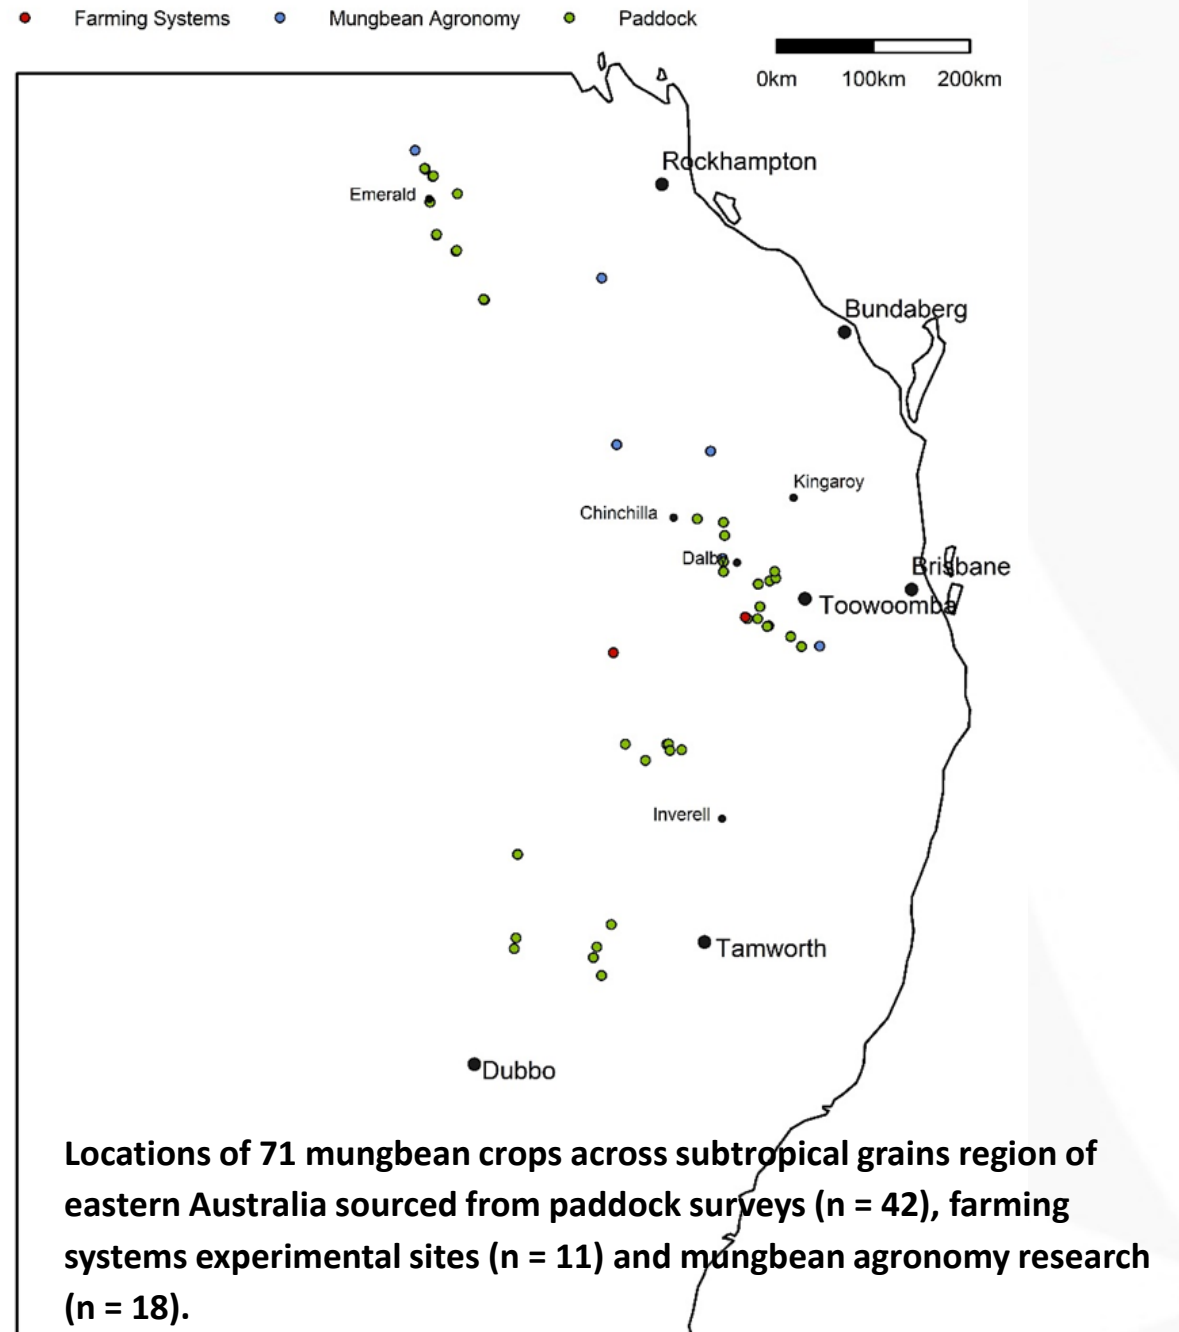 Farming Systems Mungbean Agronomy Paddock
0km 100km 200km
Rockhampton
Emerald
Bundaberg
Kingaroy
Chinchilla
Dalby
Brisbane
Toowoomba
Inverell
Tamworth
Dubbo
Locations of 71 mungbean crops across subtropical grains region of
eastern Australia sourced from paddock surveys (n = 42), farming
systems experimental sites (n = 11) and mungbean agronomy research
(n = 18).